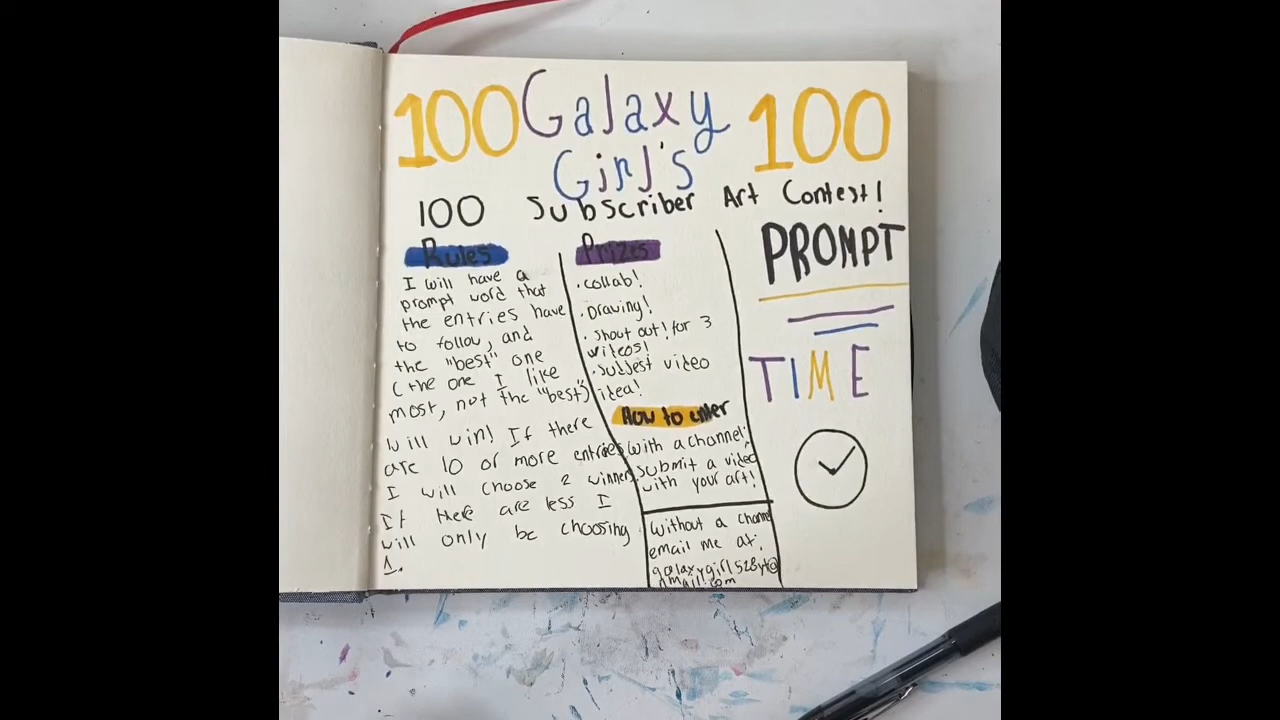 100 Galaxy 100
Girl's
100 Subscriber Art Contest!
Rules
I will have a
prompt word that
the entries have
to follow, and
the "best" one
(the one I like
most, not the "best")
will win! If there
are 10 or more entries
I will choose 2 winners
If there are less I
will only be choosing
1.
Prizes
·collab!
·Drawing!
·Shout out! for 3
videos!
·Suggest video
idea!
How to enter
With a channel:
submit a video
with your art!
Without a channel
email me at:
galaxygirl528yt@
gmail.com
PROMPT
TIME